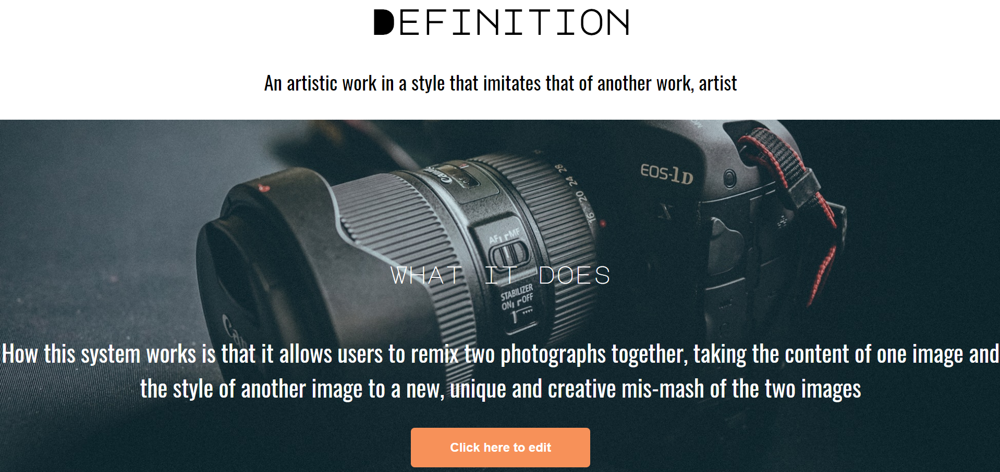 DEFINITION
An artistic work in a style that imitates that of another work, artist
Canon
EOS-1D
28
24
20
16
AF MF
WHAT IT DOES
STABILIZER
ON OFF
How this system works is that it allows users to remix two photographs together, taking the content of one image and
the style of another image to a new, unique and creative mis-mash of the two images
Click here to edit